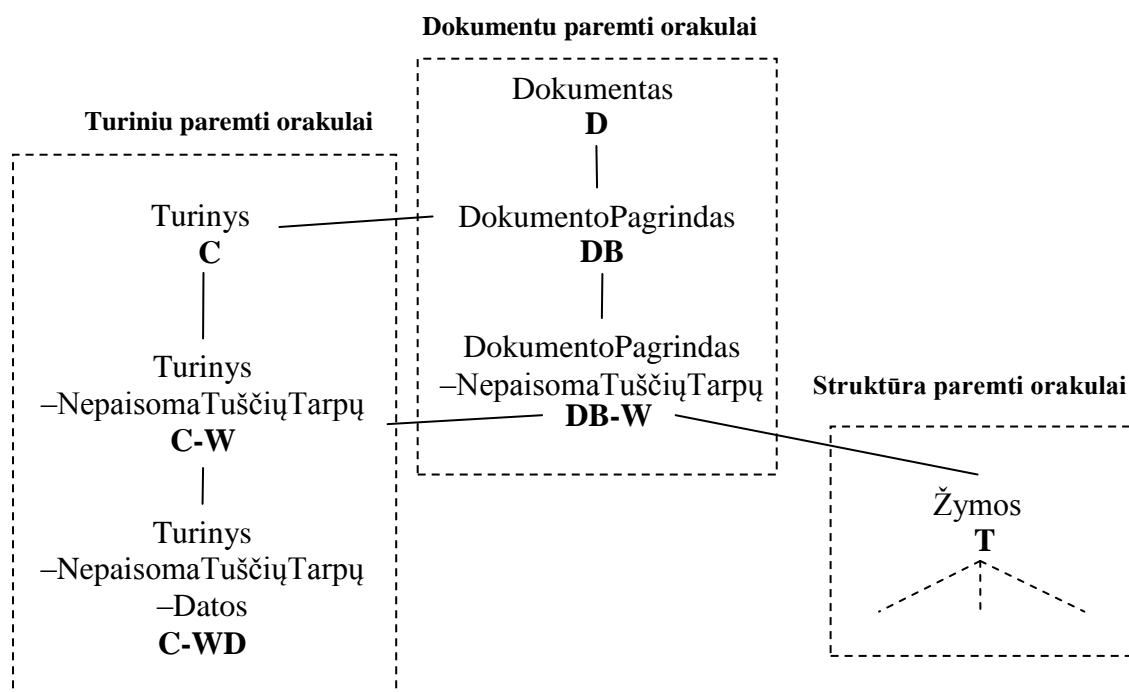 Dokumentu paremti orakulai
Dokumentas
D
DokumentoPagrindas
DB
DokumentoPagrindas
–NepaisomaTuščiųTarpų
DB-W
Turiniu paremti orakulai
Turinys
C
Turinys
–NepaisomaTuščiųTarpų
C-W
Turinys
–NepaisomaTuščiųTarpų
–Datos
C-WD
Struktūra paremti orakulai
Žymos
T